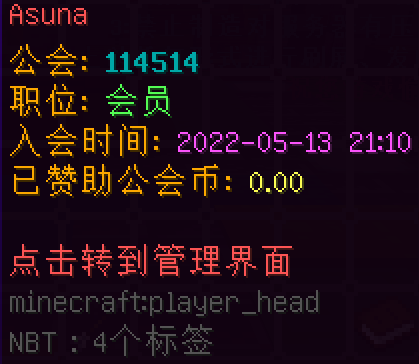 Asuna
公会: 114514
职位: 会员
入会时间: 2022-05-13 21:10
已赞助公会币: 0.00
点击转到管理界面
minecraft:player_head
NBT : 4个标签